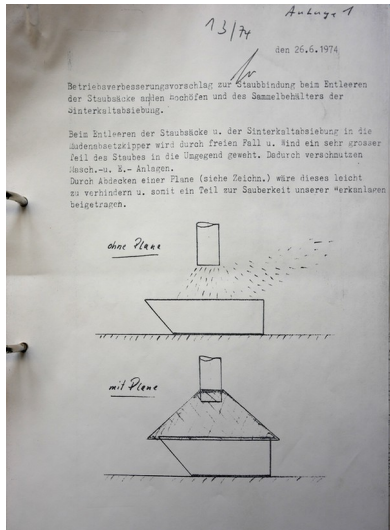 Anhang 1
13/74
den 26.6.1974
Betriebsverbesserungsvorschlag zur Staubbindung beim Entleeren
der Staubsäcke anden Hochöfen und des Sammelbehälters der
Sinterkaltabsiebung.
Beim Entleeren der Staubsäcke u. der Sinterkaltabsiebung in die
Muldenabsetzkipper wird durch freien Fall u. Wind ein sehr grosser
Teil des Staubes in die Umgegend geweht. Dadurch verschmutzen
Masch.-u. E.- Anlagen.
Durch Abdecken einer Plane (siehe Zeichn.) wäre dieses leicht
zu verhindern u. somit ein Teil zur Sauberkeit unserer Werkanlagen
beigetragen.
ohne Plane
mit Plane